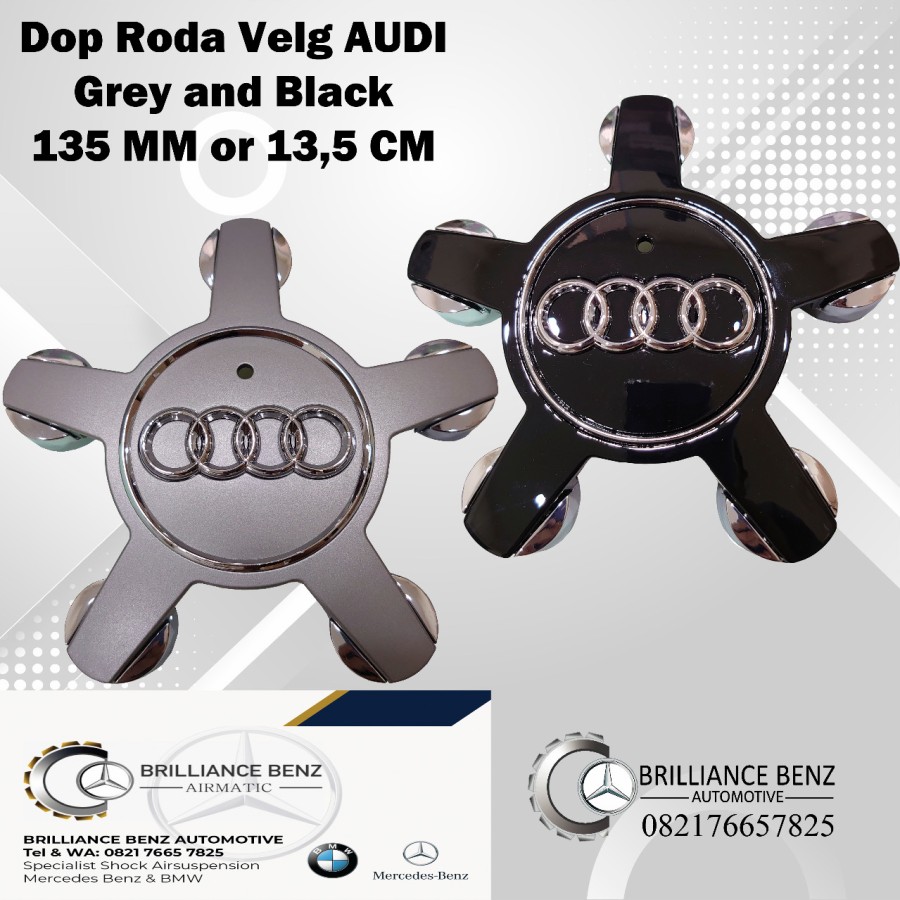 Dop Roda Velg AUDI
Grey and Black
135 MM or 13,5 CM
BRILLIANCE BENZ
AIRMATIC
BRILLIANCE BENZ AUTOMOTIVE
Tel & WA: 0821 7665 7825
Specialist Shock Airsuspension
Mercedes Benz & BMW
BMW
Mercedes-Benz
BRILLIANCE BENZ
AUTOMOTIVE
082176657825